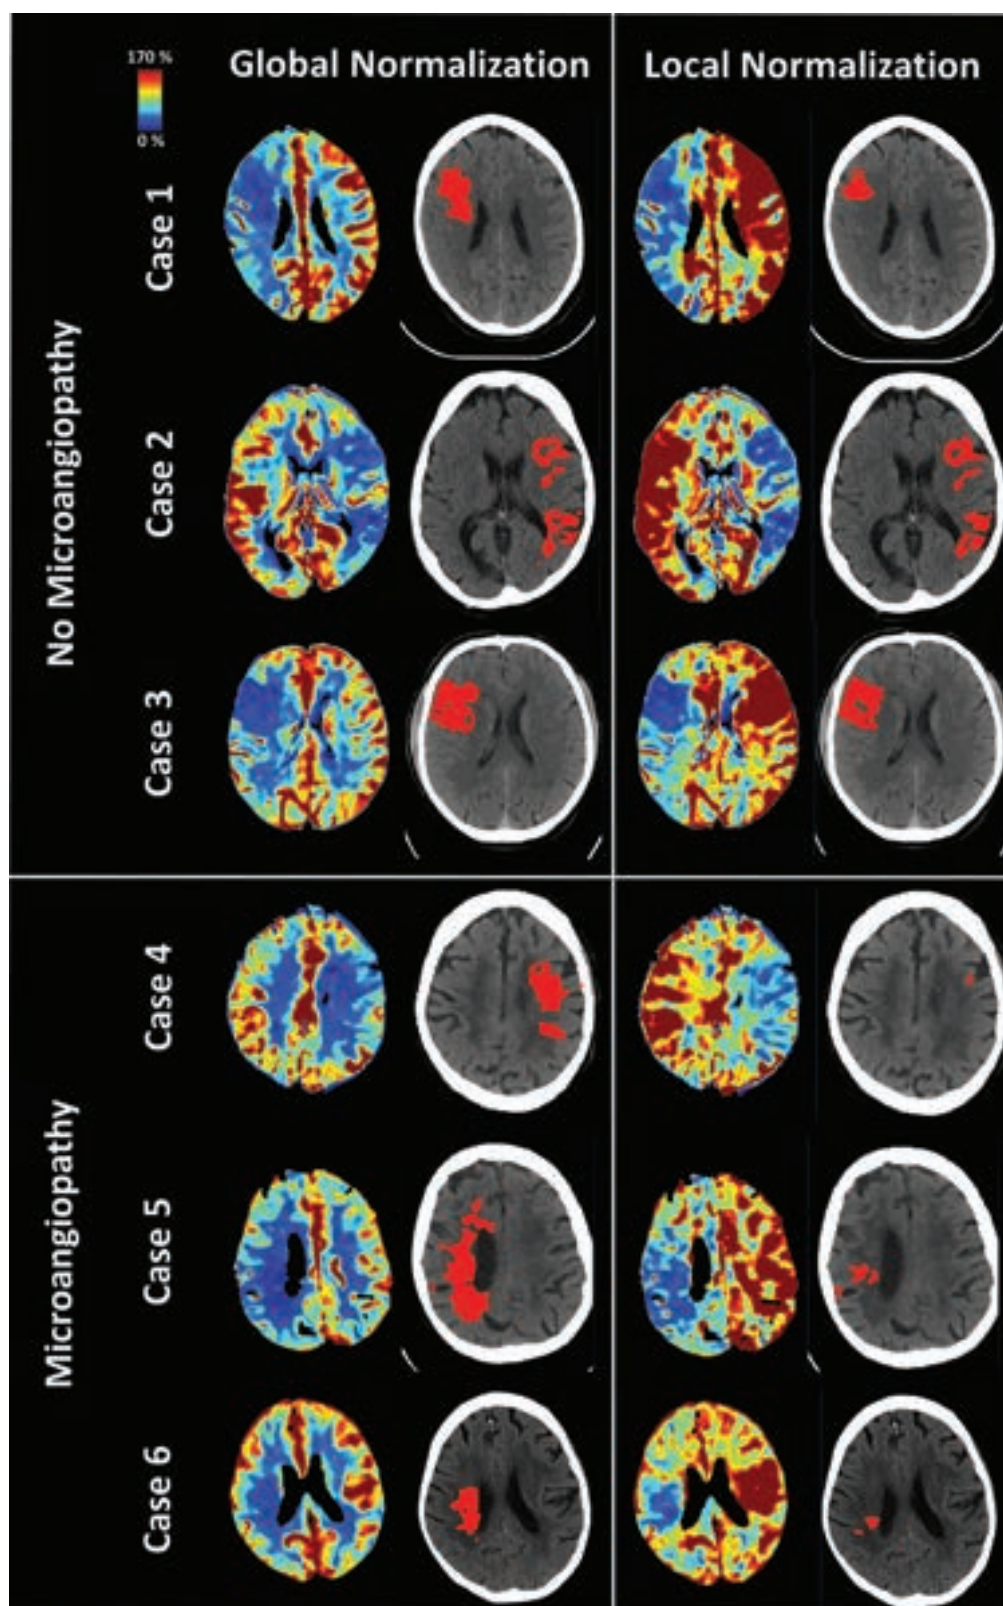 170 %
0 %
Global Normalization
Local Normalization
No Microangiopathy
Case 1
Case 2
Case 3
Microangiopathy
Case 4
Case 5
Case 6